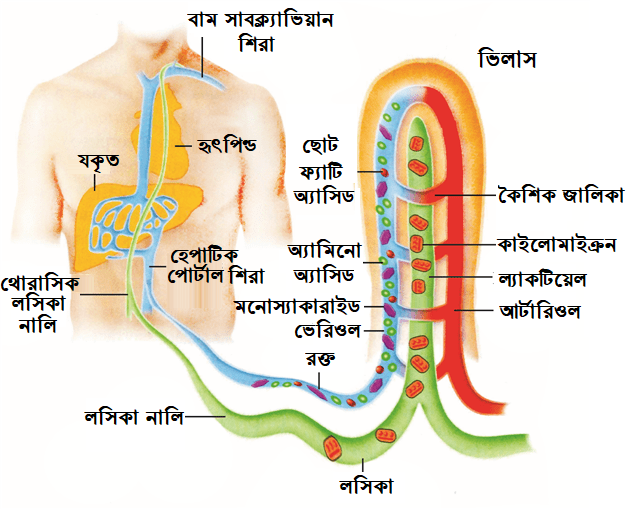 বাম সাবক্ল্যাভিয়ান
শিরা
ভিলাস
হৃৎপিন্ড
যকৃত
ছোট
ফ্যাটি
অ্যাসিড
কৈশিক জালিকা
অ্যামিনো
অ্যাসিড
কাইলোমাইক্রন
হেপাটিক
পোর্টাল শিরা
থোরাসিক
লসিকা
নালি
ল্যাকটিয়েল
মনোস্যাকারাইড
আর্টারিওল
ভেরিওল
রক্ত
লসিকা নালি
লসিকা